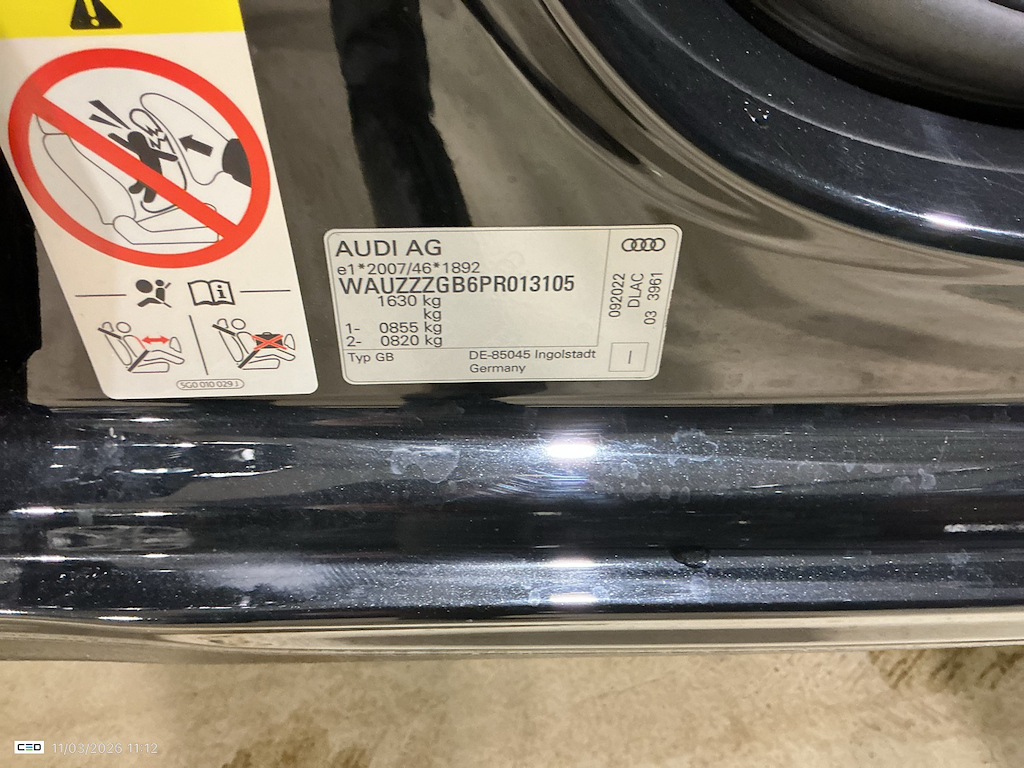 AUDI AG
e1*2007/46*1892
WAUZZZGB6PR013105
1630 kg
kg
1- 0855 kg
2- 0820 kg
Typ GB
DE-85045 Ingolstadt
Germany
092022
DLAC
03 3961
I
5G0 010 029 J
CEO 11/03/2026 11:12